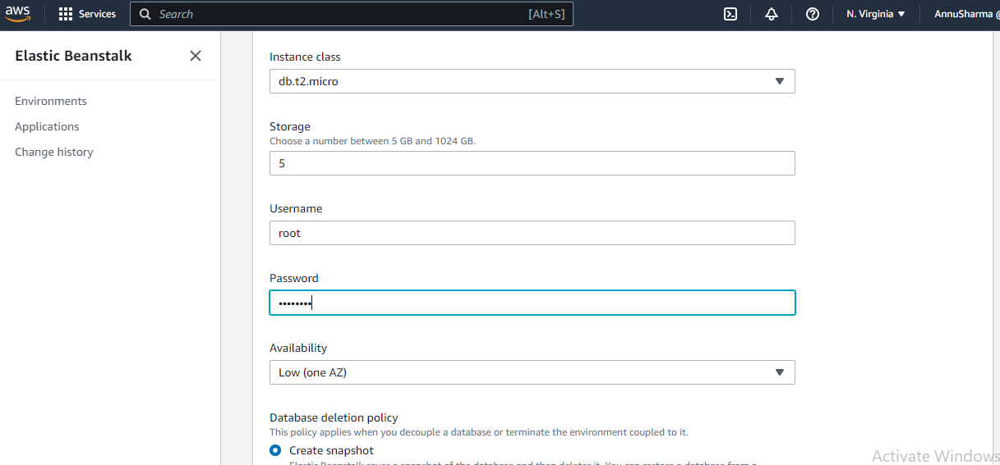 aws
Services
Search
[Alt+S]
N. Virginia
AnnuSharma @
Elastic Beanstalk
Environments
Applications
Change history
Instance class
db.t2.micro
Storage
Choose a number between 5 GB and 1024 GB.
5
Username
root
Password
••••••••
Availability
Low (one AZ)
Database deletion policy
This policy applies when you decouple a database or terminate the environment coupled to it.
Create snapshot
Elastic Beanstalk saves a snapshot of the database and then deletes it. You can restore a database from a
Activate Windows